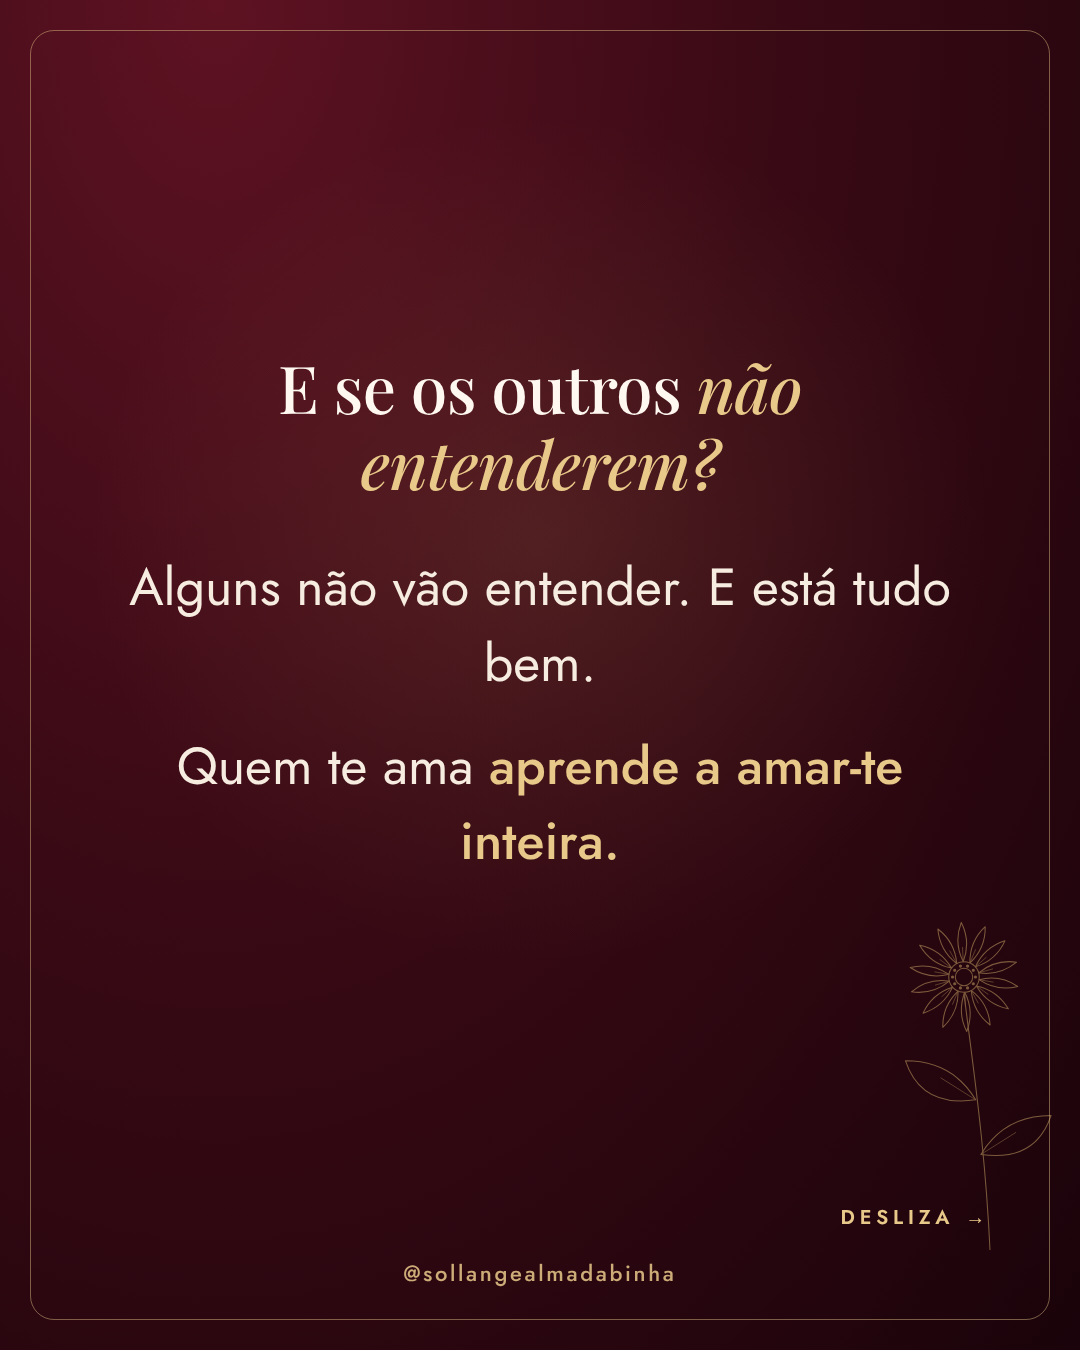 E se os outros não
entenderem?
Alguns não vão entender. E está tudo
bem.
Quem te ama aprende a amar-te
inteira.
DESLIZA →
@sollangealmadabinha